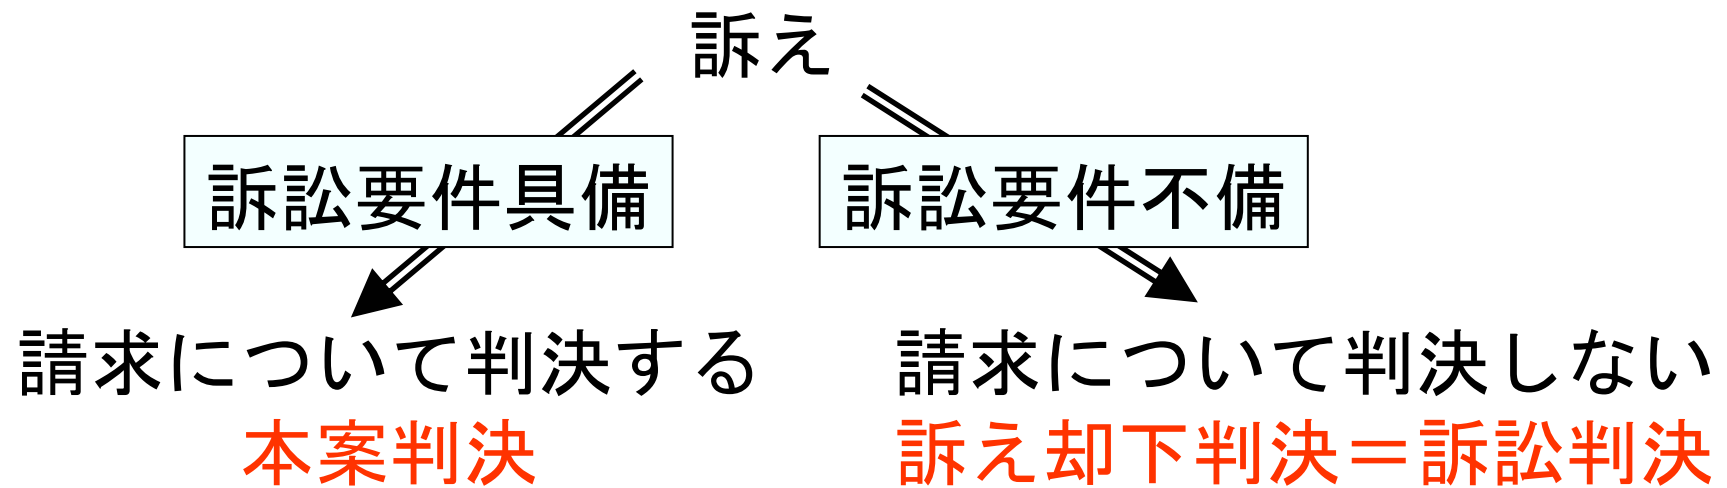 訴え
訴訟要件具備
訴訟要件不備
請求について判決する
請求について判決しない
本案判決
訴え却下判決＝訴訟判決